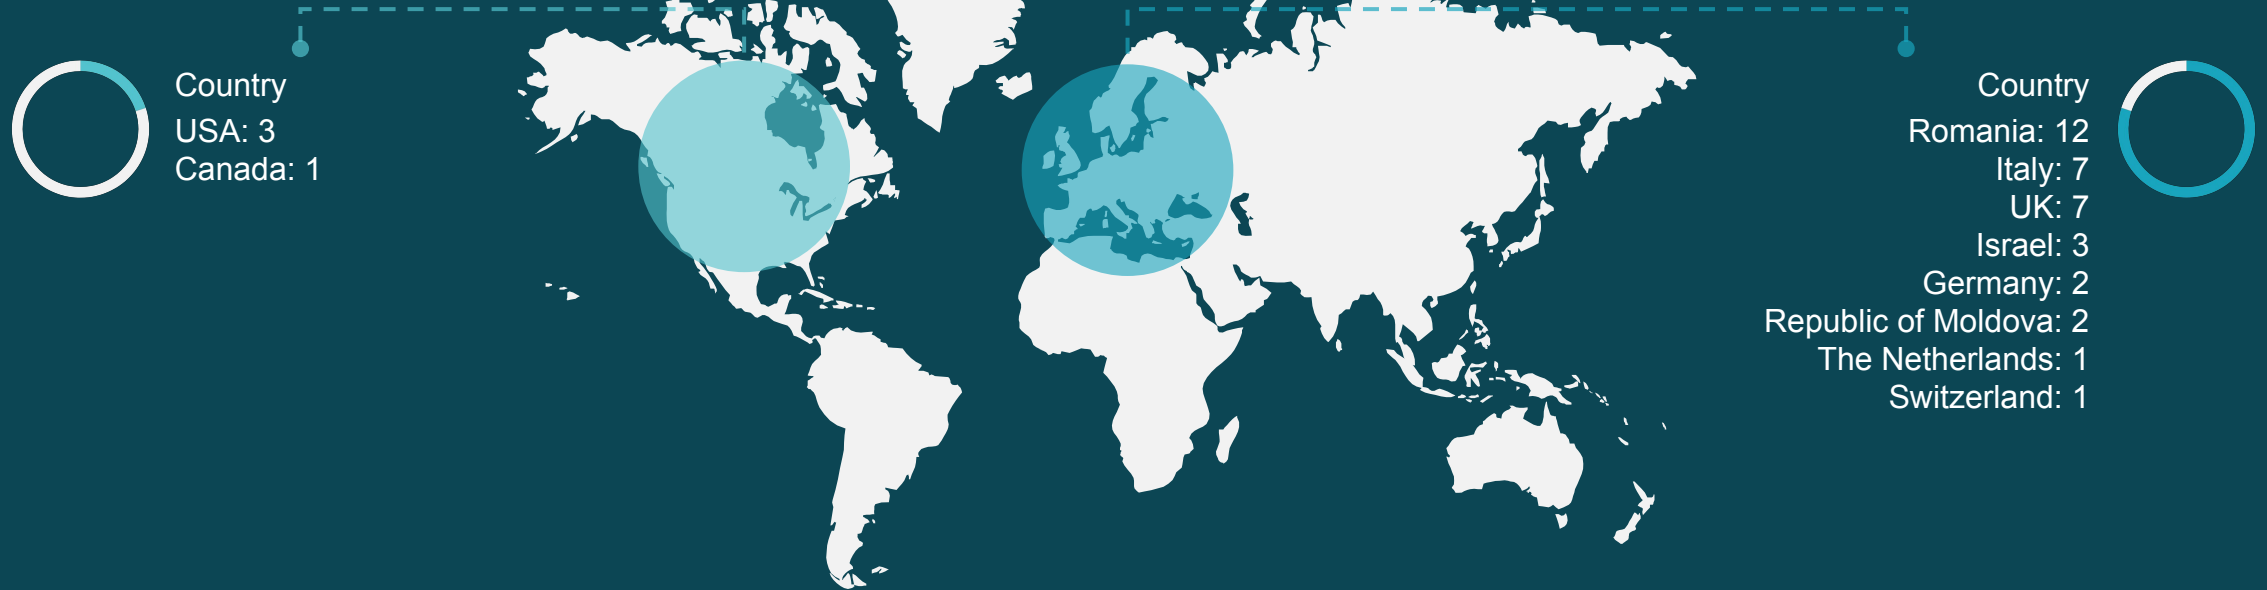 Country
USA: 3
Canada: 1
Country
Romania: 12
Italy: 7
UK: 7
Israel: 3
Germany: 2
Republic of Moldova: 2
The Netherlands: 1
Switzerland: 1